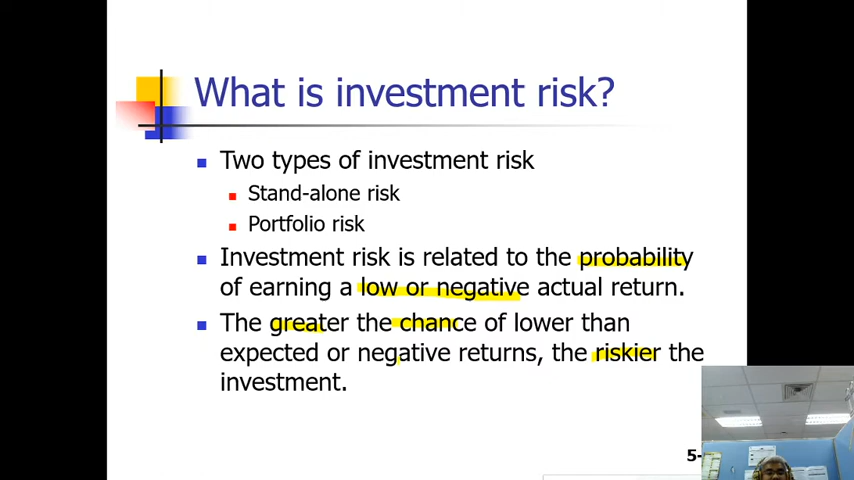 What is investment risk?
Two types of investment risk
Stand-alone risk
Portfolio risk
Investment risk is related to the probability
of earning a low or negative actual return.
The greater the chance of lower than
expected or negative returns, the riskier the
investment.
5-